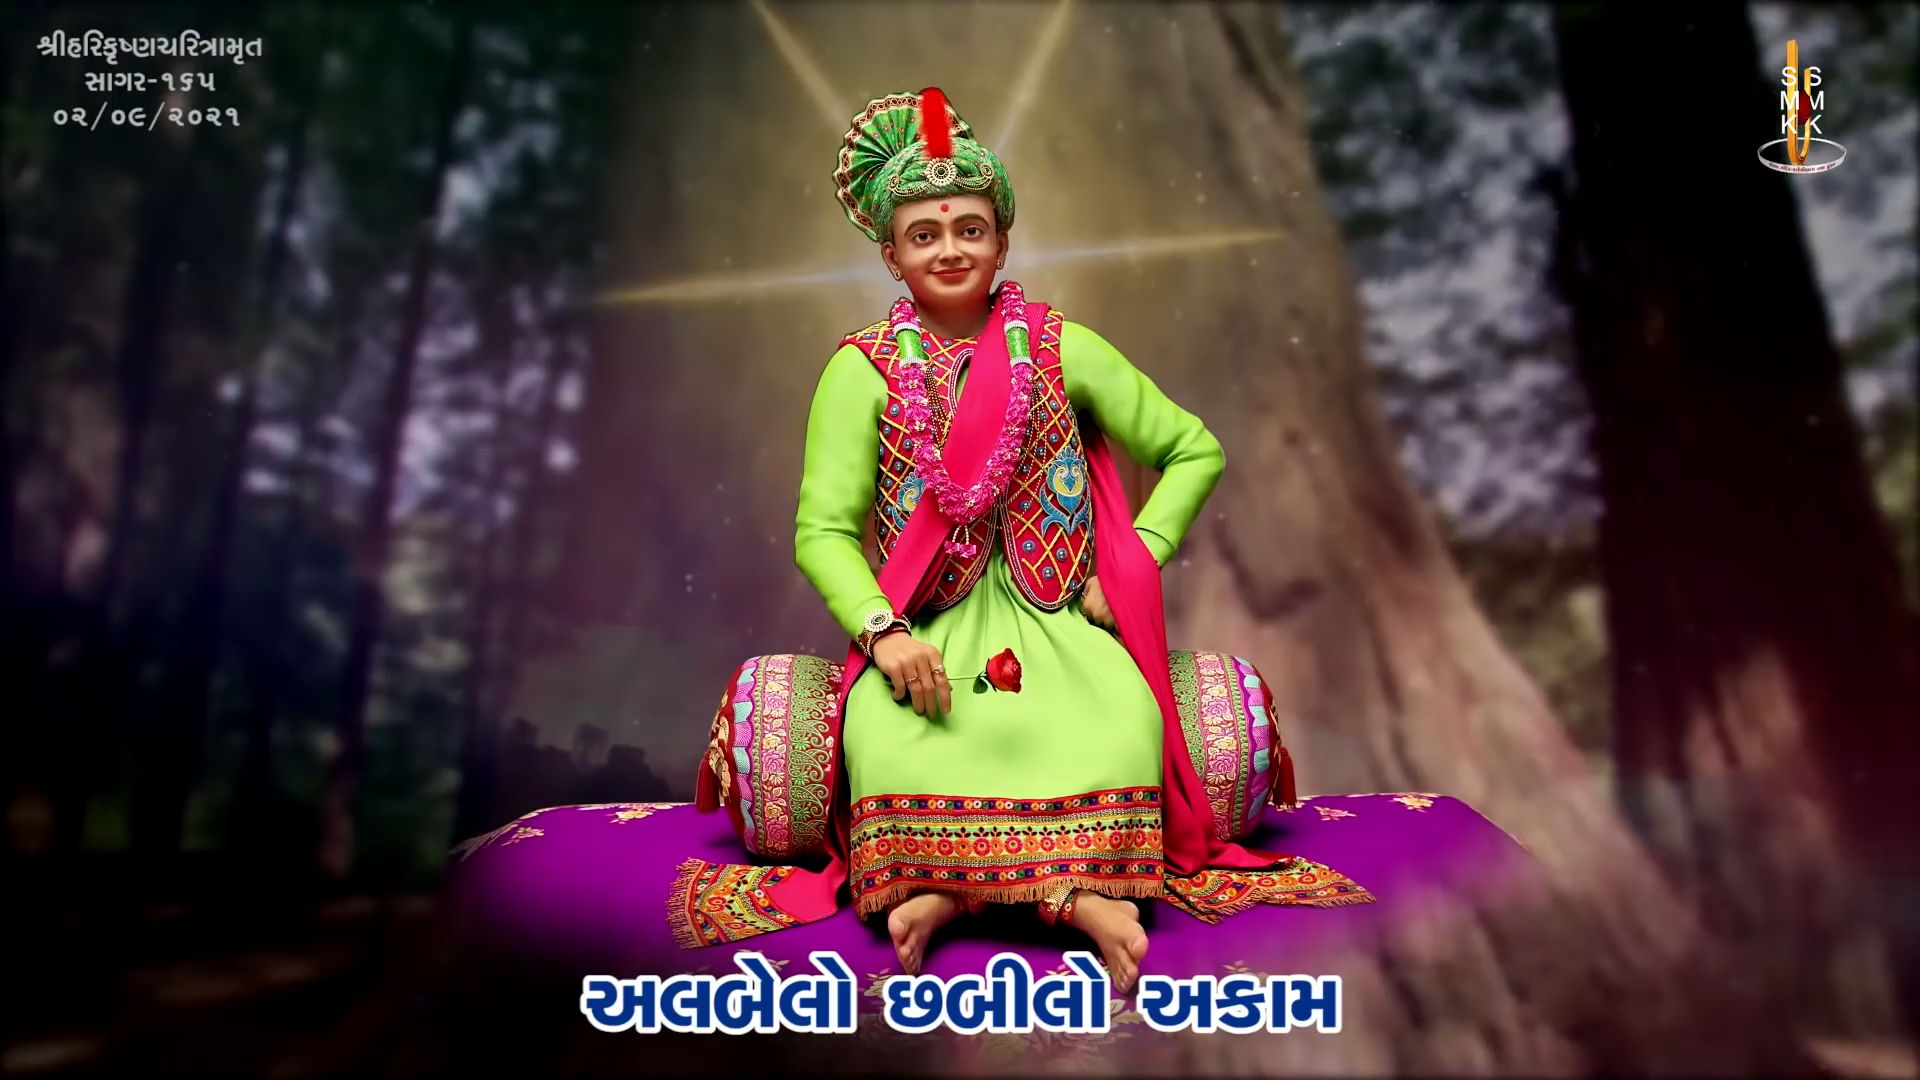 શ્રીહરિકૃષ્ણચરિત્રામૃત
સાગર-૧૬૫
૦૨/૦૯/૨૦૨૧
S S
M M
K K
અલબેલો છબીલો અકામ